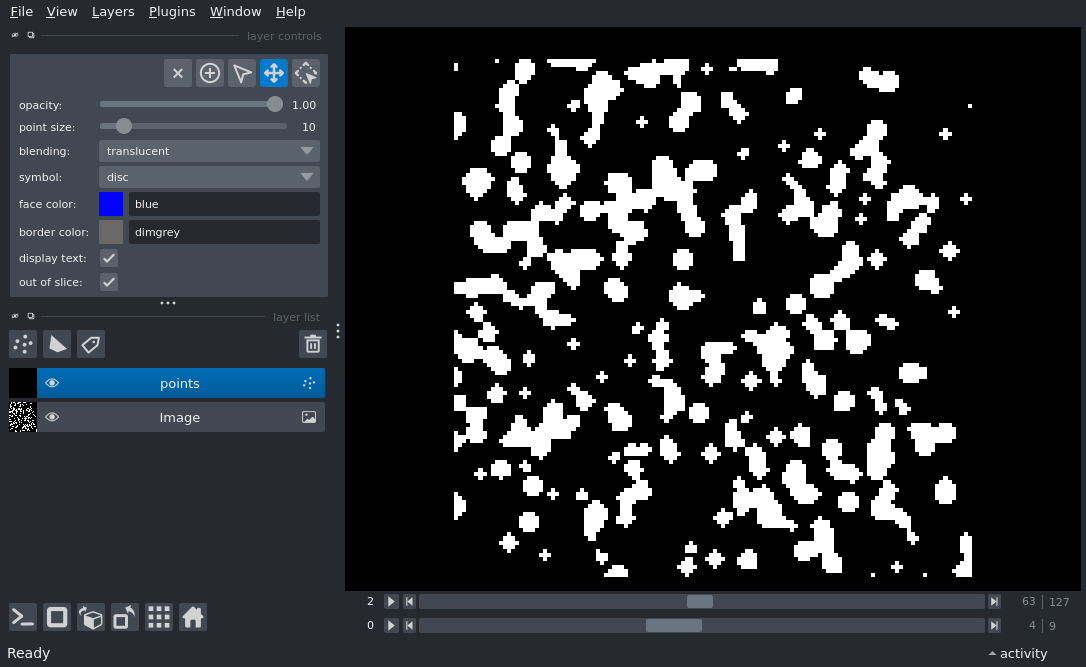 File View Layers Plugins Window Help
layer controls
opacity: 1.00
point size: 10
blending: translucent
symbol: disc
face color: blue
border color: dimgrey
display text:
out of slice:
layer list
points
Image
2 63 127
0 4 9
Ready activity